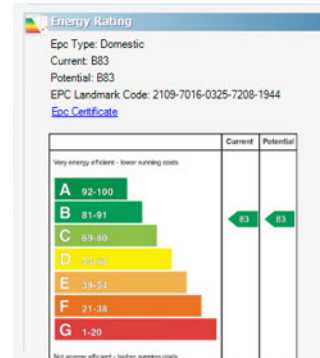 Energy Rating
Epc Type: Domestic
Current: B83
Potential: B83
EPC Landmark Code: 2109-7016-0325-7208-1944
Epc Certificate
Current Potential
Very energy efficient - lower running costs
A 92-100
B 81-91
83 83
C 69-80
D 55-68
E 39-54
F 21-38
G 1-20
Not energy efficient - higher running costs